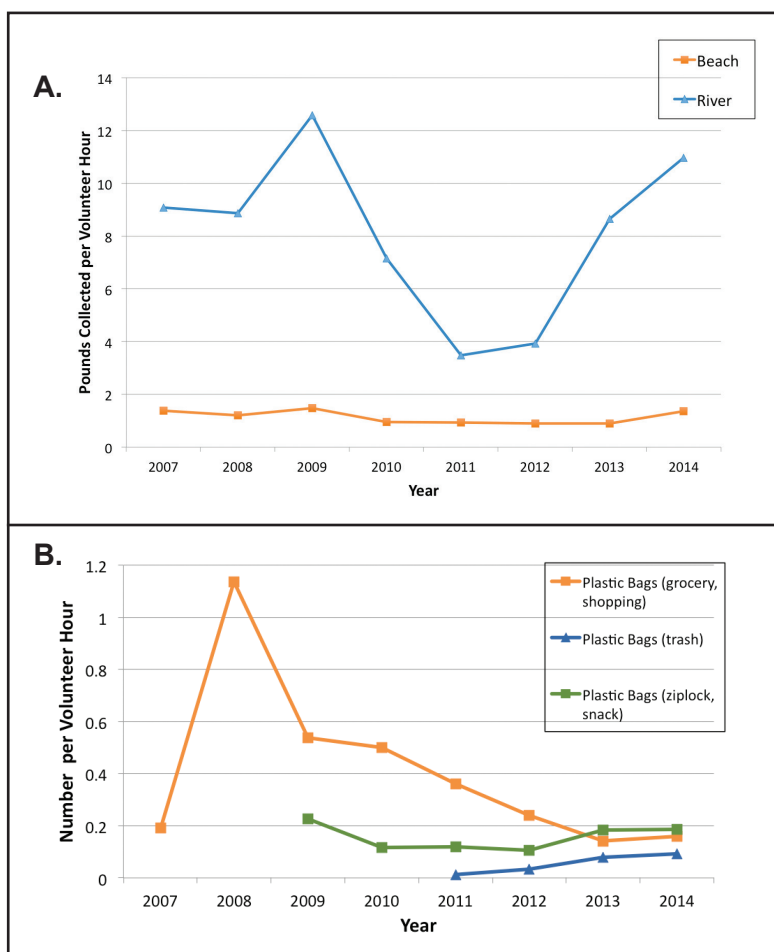 A.
Beach
River
14
12
10
8
6
4
2
0
Pounds Collected per Volunteer Hour
2007 2008 2009 2010 2011 2012 2013 2014
Year
B.
Plastic Bags (grocery,
shopping)
Plastic Bags (trash)
Plastic Bags (ziplock,
snack)
1.2
1
0.8
0.6
0.4
0.2
0
Number per Volunteer Hour
2007 2008 2009 2010 2011 2012 2013 2014
Year